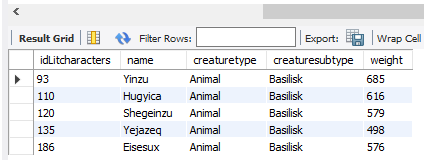 Result Grid Filter Rows: Export: Wrap Cell
idLitcharacters name creaturetype creaturesubtype weight
93 Yinzu Animal Basilisk 685
110 Hugyica Animal Basilisk 616
120 Shegeinzu Animal Basilisk 579
135 Yejazeq Animal Basilisk 498
186 Eisesux Animal Basilisk 576